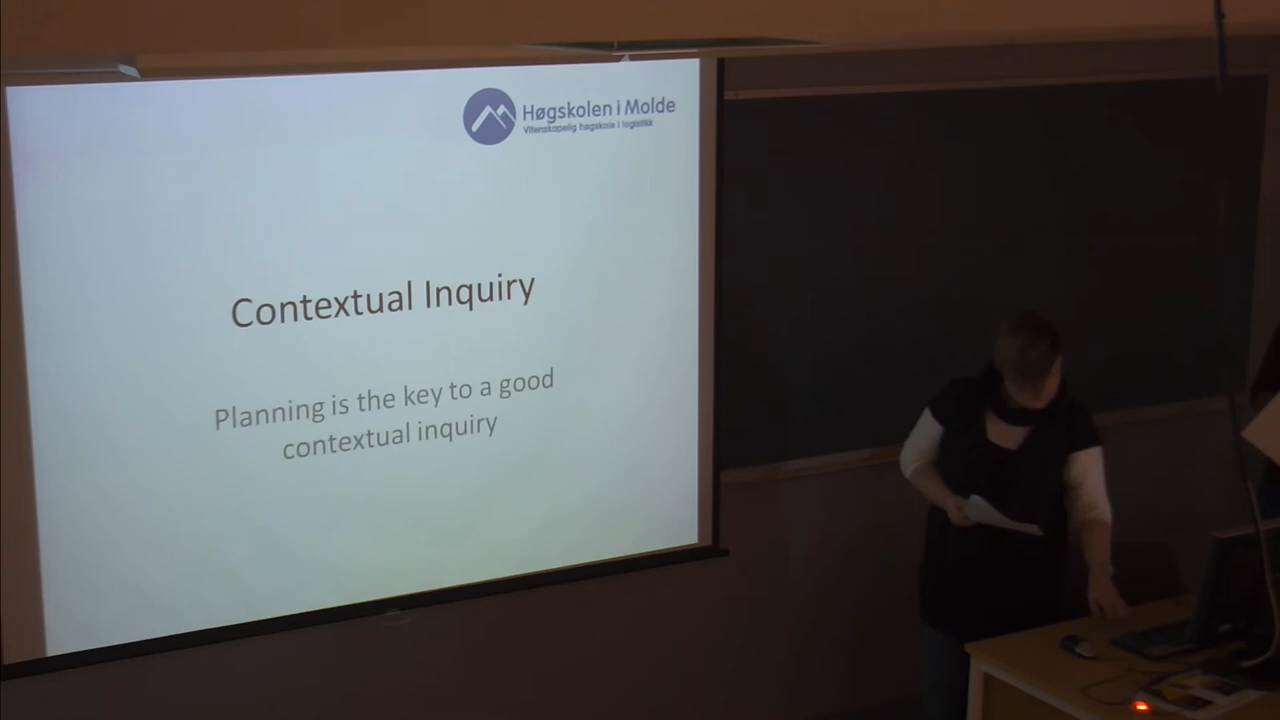 Høgskolen i Molde
Vitenskapelig høgskole i logistikk
Contextual Inquiry
Planning is the key to a good
contextual inquiry